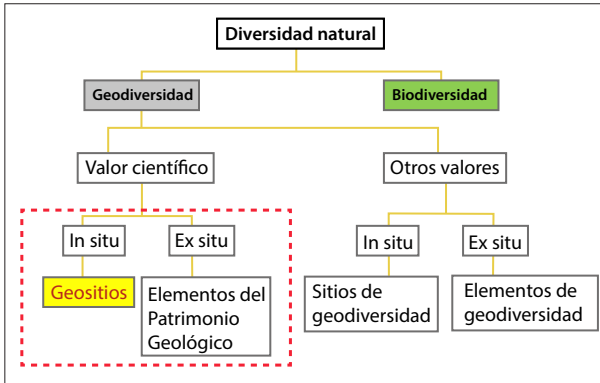 Diversidad natural
Geodiversidad
Biodiversidad
Valor científico
Otros valores
In situ
Ex situ
In situ
Ex situ
Geositios
Elementos del
Patrimonio
Geológico
Sitios de
geodiversidad
Elementos de
geodiversidad